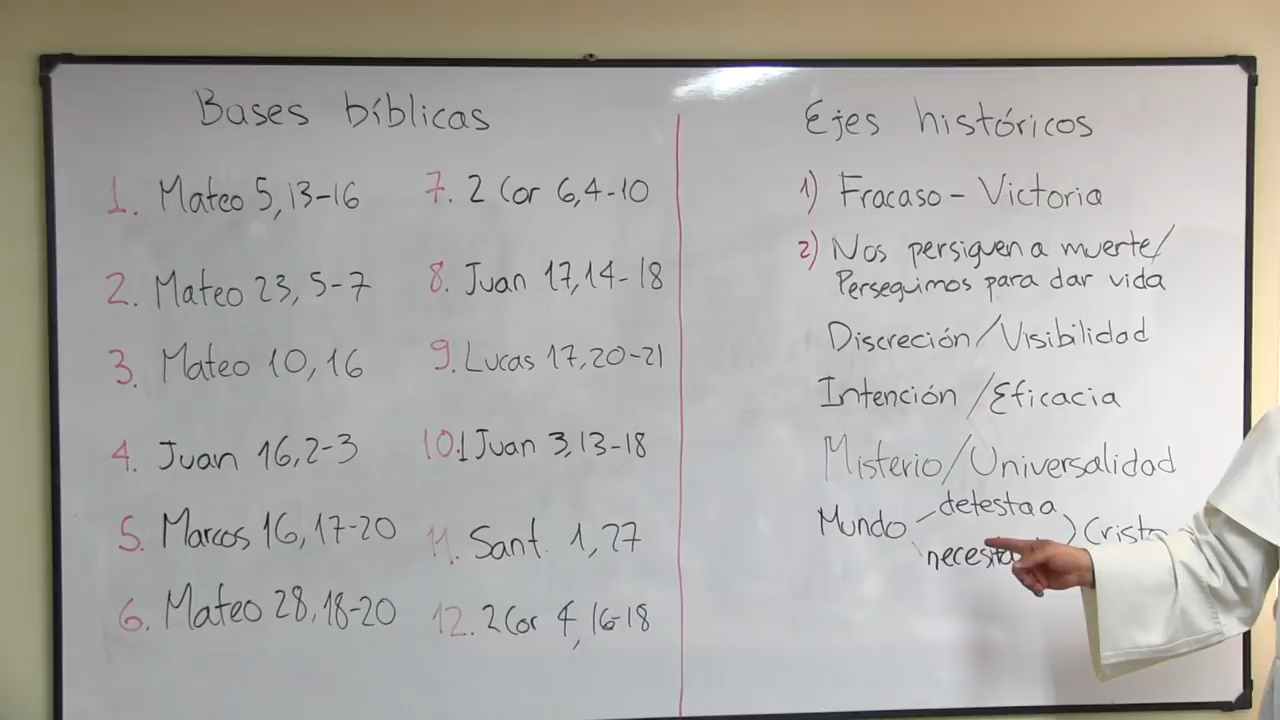 Bases bíblicas
1. Mateo 5, 13-16
2. Mateo 23, 5-7
3. Mateo 10, 16
4. Juan 16, 2-3
5. Marcos 16, 17-20
6. Mateo 28, 18-20
7. 2 Cor 6,4-10
8. Juan 17,14-18
9. Lucas 17,20-21
10. 1 Juan 3,13-18
11. Sant. 1,27
12. 2 Cor 4,16-18
Ejes históricos
1) Fracaso - Victoria
2) Nos persiguen a muerte/
Perseguimos para dar vida
Discreción/Visibilidad
Intención/Eficacia
Misterio/Universalidad
Mundo detesta a
necesita
) Cristo